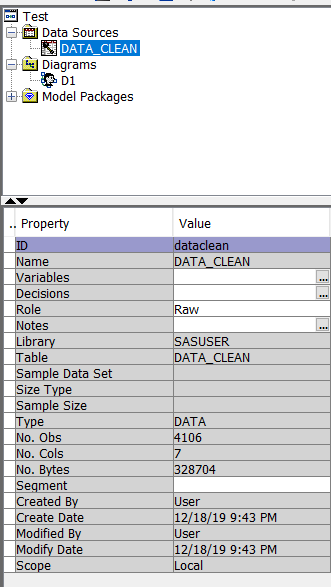 Test
Data Sources
DATA_CLEAN
Diagrams
D1
Model Packages
.. Property Value
ID dataclean
Name DATA_CLEAN
Variables ...
Decisions ...
Role Raw
Notes ...
Library SASUSER
Table DATA_CLEAN
Sample Data Set
Size Type
Sample Size
Type DATA
No. Obs 4106
No. Cols 7
No. Bytes 328704
Segment
Created By User
Create Date 12/18/19 9:43 PM
Modified By User
Modify Date 12/18/19 9:43 PM
Scope Local